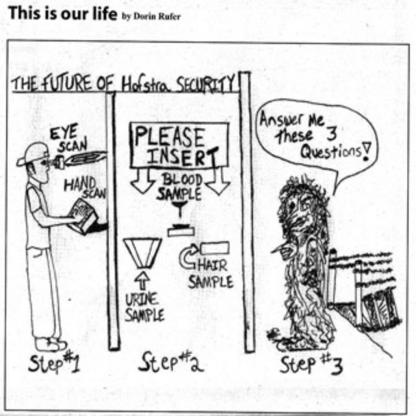 This is our life by Dorin Rufer
THE FUTURE OF Hofstra SECURITY
EYE
SCAN
HAND
SCAN
Step #1
PLEASE
INSERT
BLOOD
SAMPLE
HAIR
SAMPLE
URINE
SAMPLE
Step #2
Answer Me
these 3
Questions!
Step #3